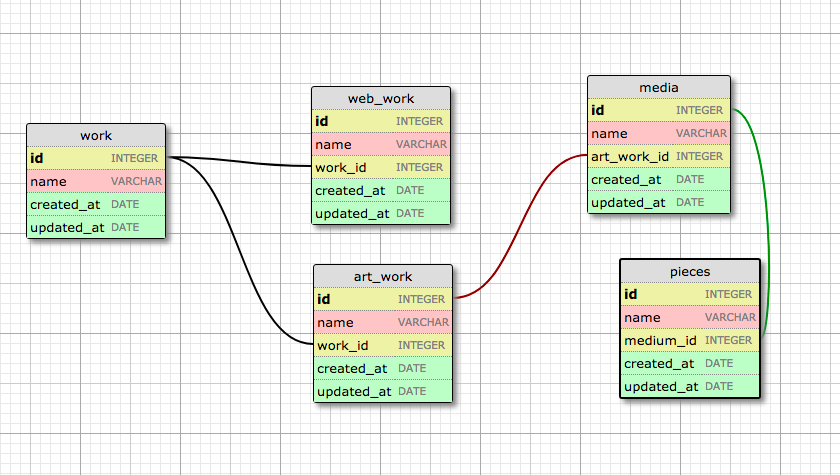 work
id INTEGER
name VARCHAR
created_at DATE
updated_at DATE
web_work
id INTEGER
name VARCHAR
work_id INTEGER
created_at DATE
updated_at DATE
art_work
id INTEGER
name VARCHAR
work_id INTEGER
created_at DATE
updated_at DATE
media
id INTEGER
name VARCHAR
art_work_id INTEGER
created_at DATE
updated_at DATE
pieces
id INTEGER
name VARCHAR
medium_id INTEGER
created_at DATE
updated_at DATE